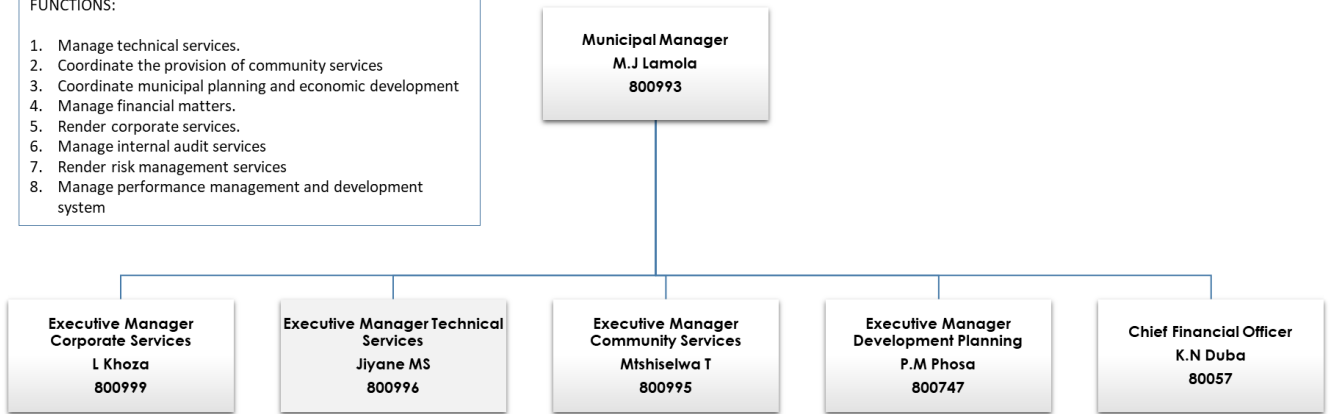 FUNCTIONS:
1. Manage technical services.
2. Coordinate the provision of community services
3. Coordinate municipal planning and economic development
4. Manage financial matters.
5. Render corporate services.
6. Manage internal audit services
7. Render risk management services
8. Manage performance management and development
system
Municipal Manager
M.J Lamola
800993
Executive Manager
Corporate Services
L Khoza
800999
Executive Manager Technical
Services
Jiyane MS
800996
Executive Manager
Community Services
Mtshiselwa T
800995
Executive Manager
Development Planning
P.M Phosa
800747
Chief Financial Officer
K.N Duba
80057